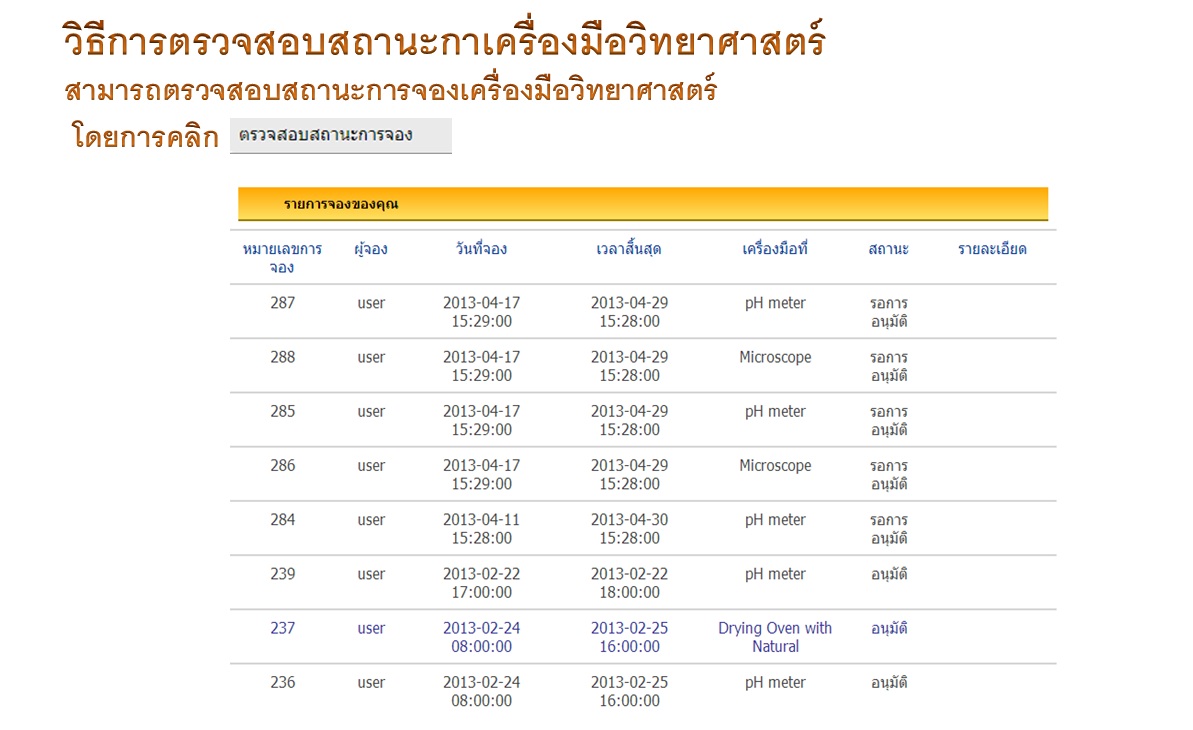 วิธีการตรวจสอบสถานะกาเครื่องมือวิทยาศาสตร์
สามารถตรวจสอบสถานะการจองเครื่องมือวิทยาศาสตร์
โดยการคลิก ตรวจสอบสถานะการจอง
รายการจองของคุณ
หมายเลขการ ผู้จอง วันที่จอง เวลาสิ้นสุด เครื่องมือที่ สถานะ รายละเอียด
จอง
287 user 2013-04-17 2013-04-29 pH meter รอการ
15:29:00 15:28:00 อนุมัติ
288 user 2013-04-17 2013-04-29 Microscope รอการ
15:29:00 15:28:00 อนุมัติ
285 user 2013-04-17 2013-04-29 pH meter รอการ
15:29:00 15:28:00 อนุมัติ
286 user 2013-04-17 2013-04-29 Microscope รอการ
15:29:00 15:28:00 อนุมัติ
284 user 2013-04-11 2013-04-30 pH meter รอการ
15:28:00 15:28:00 อนุมัติ
239 user 2013-02-22 2013-02-22 pH meter อนุมัติ
17:00:00 18:00:00
237 user 2013-02-24 2013-02-25 Drying Oven with อนุมัติ
08:00:00 16:00:00 Natural
236 user 2013-02-24 2013-02-25 pH meter อนุมัติ
08:00:00 16:00:00